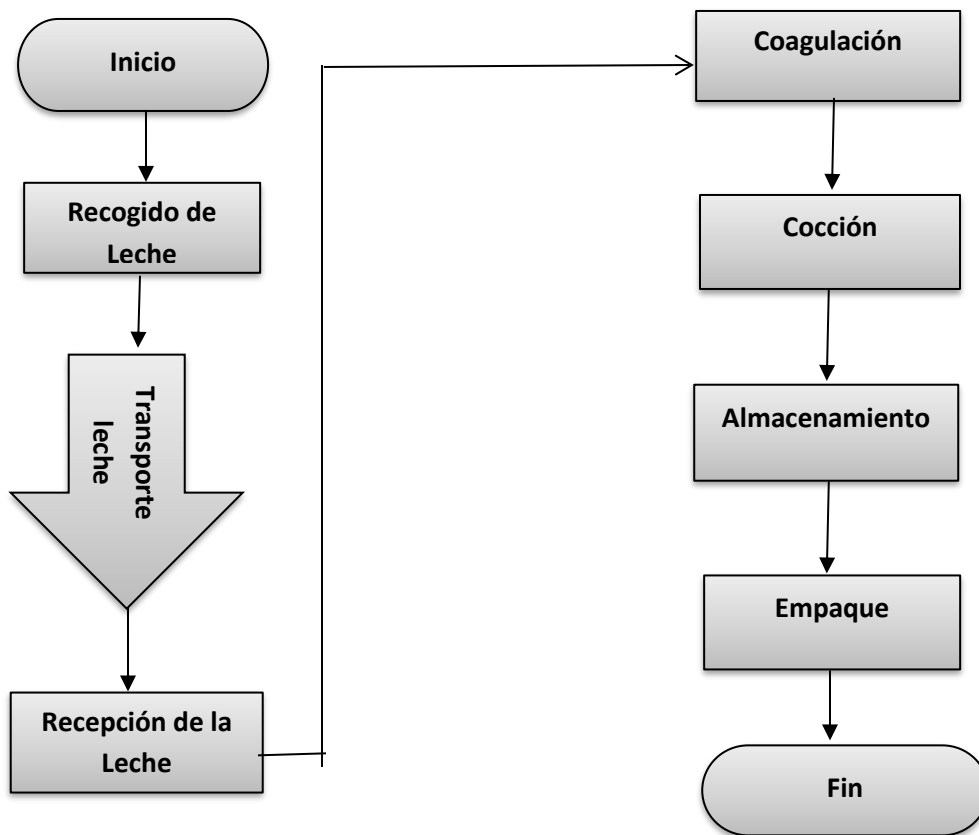 Inicio
Recogido de
Leche
Transporte
leche
Recepción de la
Leche
Coagulación
Cocción
Almacenamiento
Empaque
Fin